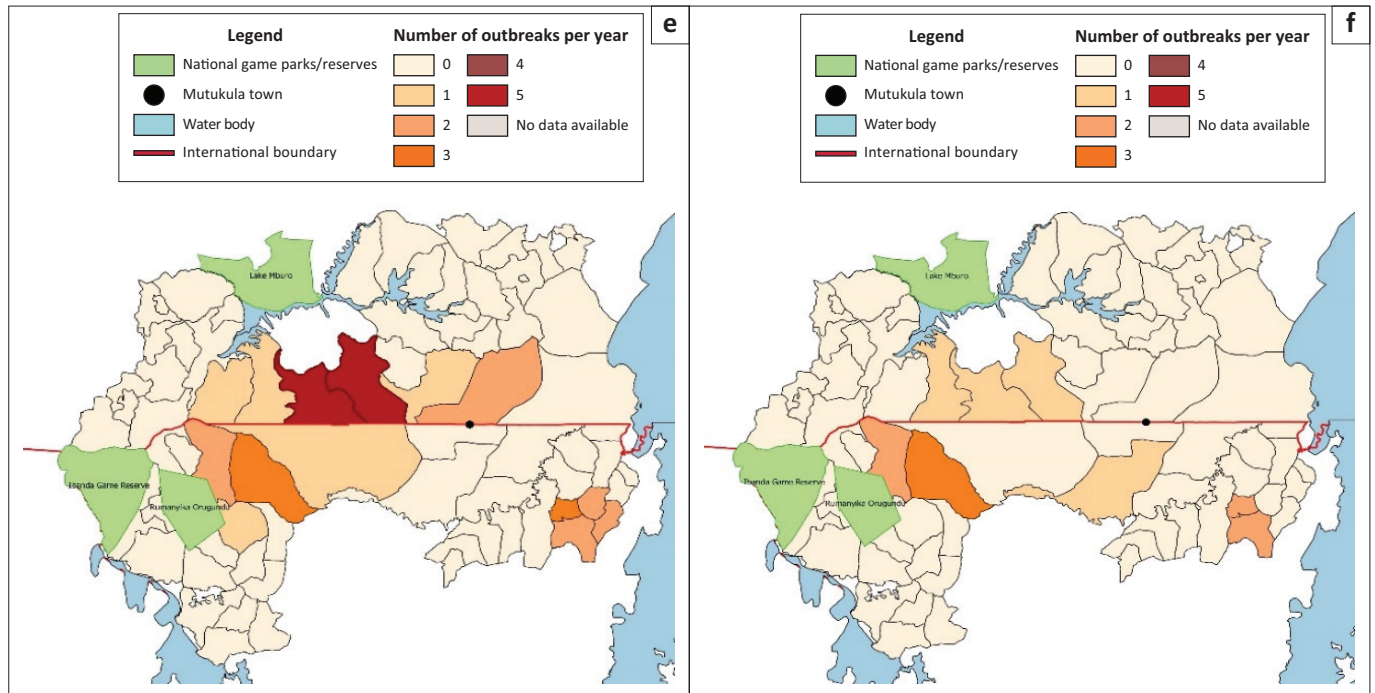 e
Legend
National game parks/reserves
Mutukula town
Water body
International boundary
Number of outbreaks per year
0
1
2
3
4
5
No data available
Lake Mburo
Ibanda Game Reserve
Rumanyika Orugundu
f
Legend
National game parks/reserves
Mutukula town
Water body
International boundary
Number of outbreaks per year
0
1
2
3
4
5
No data available
Lake Mburo
Ibanda Game Reserve
Rumanyika Orugundu